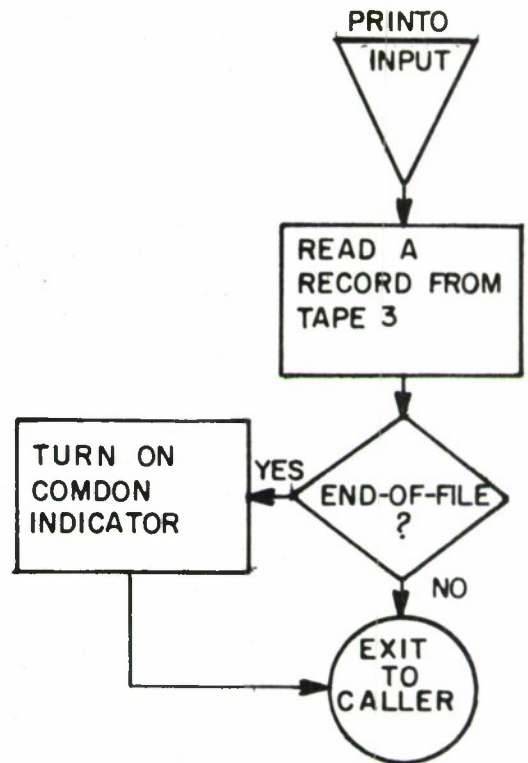 PRINTO
INPUT
READ A
RECORD FROM
TAPE 3
END-OF-FILE
?
YES
TURN ON
COMDON
INDICATOR
NO
EXIT
TO
CALLER